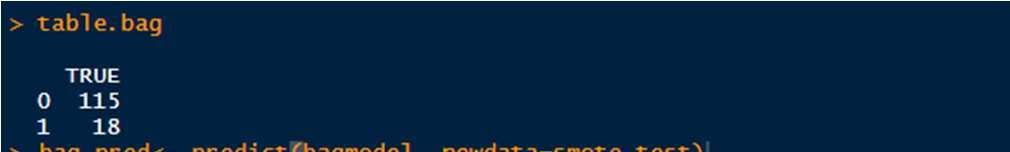 > table.bag
TRUE
0 115
1 18
> bag.pred<- predict(bagmodel, newdata=smote.test)